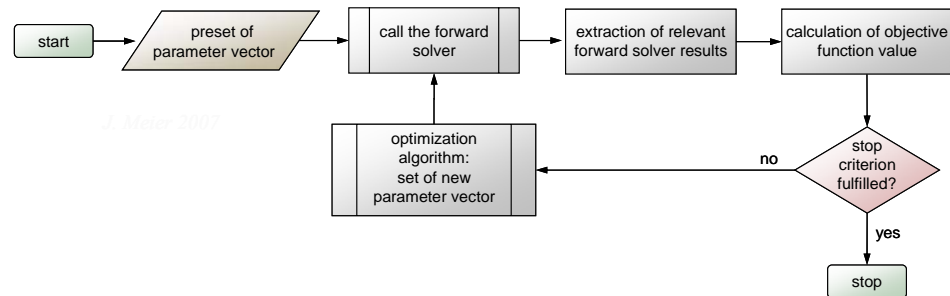 start
preset of
parameter vector
call the forward
solver
extraction of relevant
forward solver results
calculation of objective
function value
J. Meier 2007
optimization
algorithm:
set of new
parameter vector
no
stop
criterion
fulfilled?
yes
stop